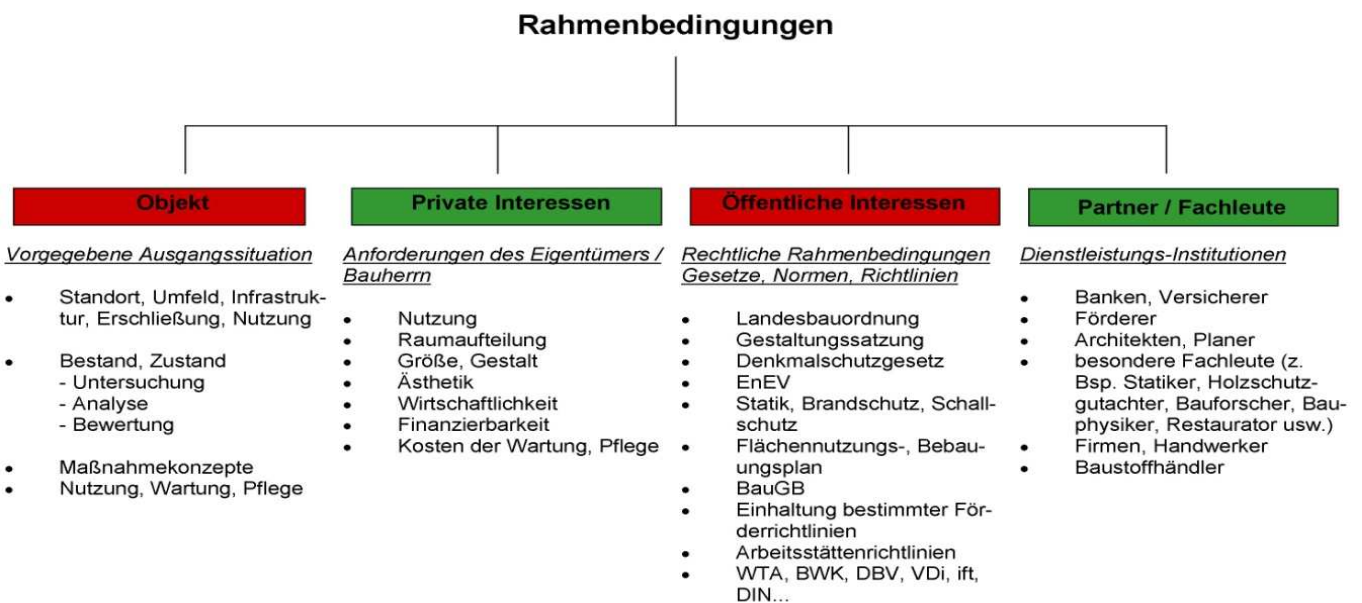 Rahmenbedingungen
Objekt
Vorgegebene Ausgangssituation
• Standort, Umfeld, Infrastruk-
tur, Erschließung, Nutzung
• Bestand, Zustand
- Untersuchung
- Analyse
- Bewertung
• Maßnahmekonzepte
• Nutzung, Wartung, Pflege
Private Interessen
Anforderungen des Eigentümers /
Bauherrn
• Nutzung
• Raumaufteilung
• Größe, Gestalt
• Ästhetik
• Wirtschaftlichkeit
• Finanzierbarkeit
• Kosten der Wartung, Pflege
Öffentliche Interessen
Rechtliche Rahmenbedingungen
Gesetze, Normen, Richtlinien
• Landesbauordnung
• Gestaltungssatzung
• Denkmalschutzgesetz
• EnEV
• Statik, Brandschutz, Schall-
schutz
• Flächennutzungs-, Bebau-
ungsplan
• BauGB
• Einhaltung bestimmter För-
derrichtlinien
• Arbeitsstättenrichtlinien
• WTA, BWK, DBV, VDi, ift,
DIN...
Partner / Fachleute
Dienstleistungs-Institutionen
• Banken, Versicherer
• Förderer
• Architekten, Planer
• besondere Fachleute (z.
Bsp. Statiker, Holzschutz-
gutachter, Bauforscher, Bau-
physiker, Restaurator usw.)
• Firmen, Handwerker
• Baustoffhändler